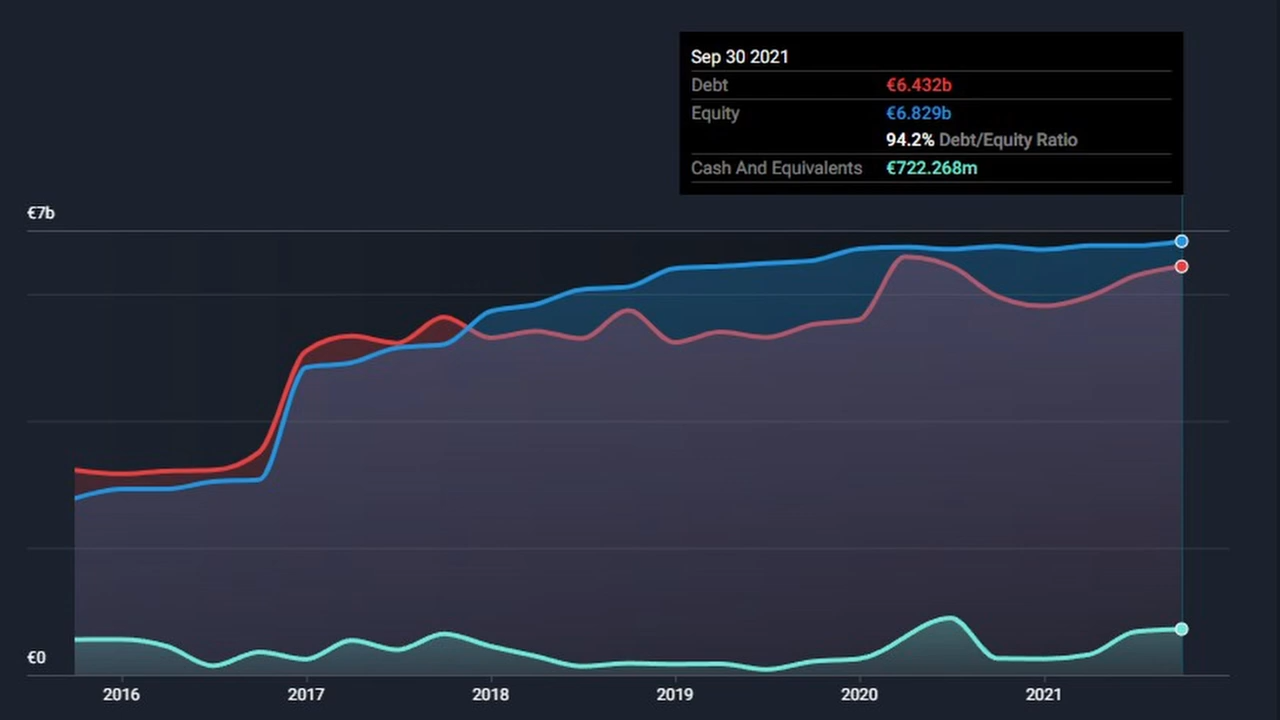 Sep 30 2021
Debt €6.432b
Equity €6.829b
94.2% Debt/Equity Ratio
Cash And Equivalents €722.268m
€7b
€0
2016 2017 2018 2019 2020 2021